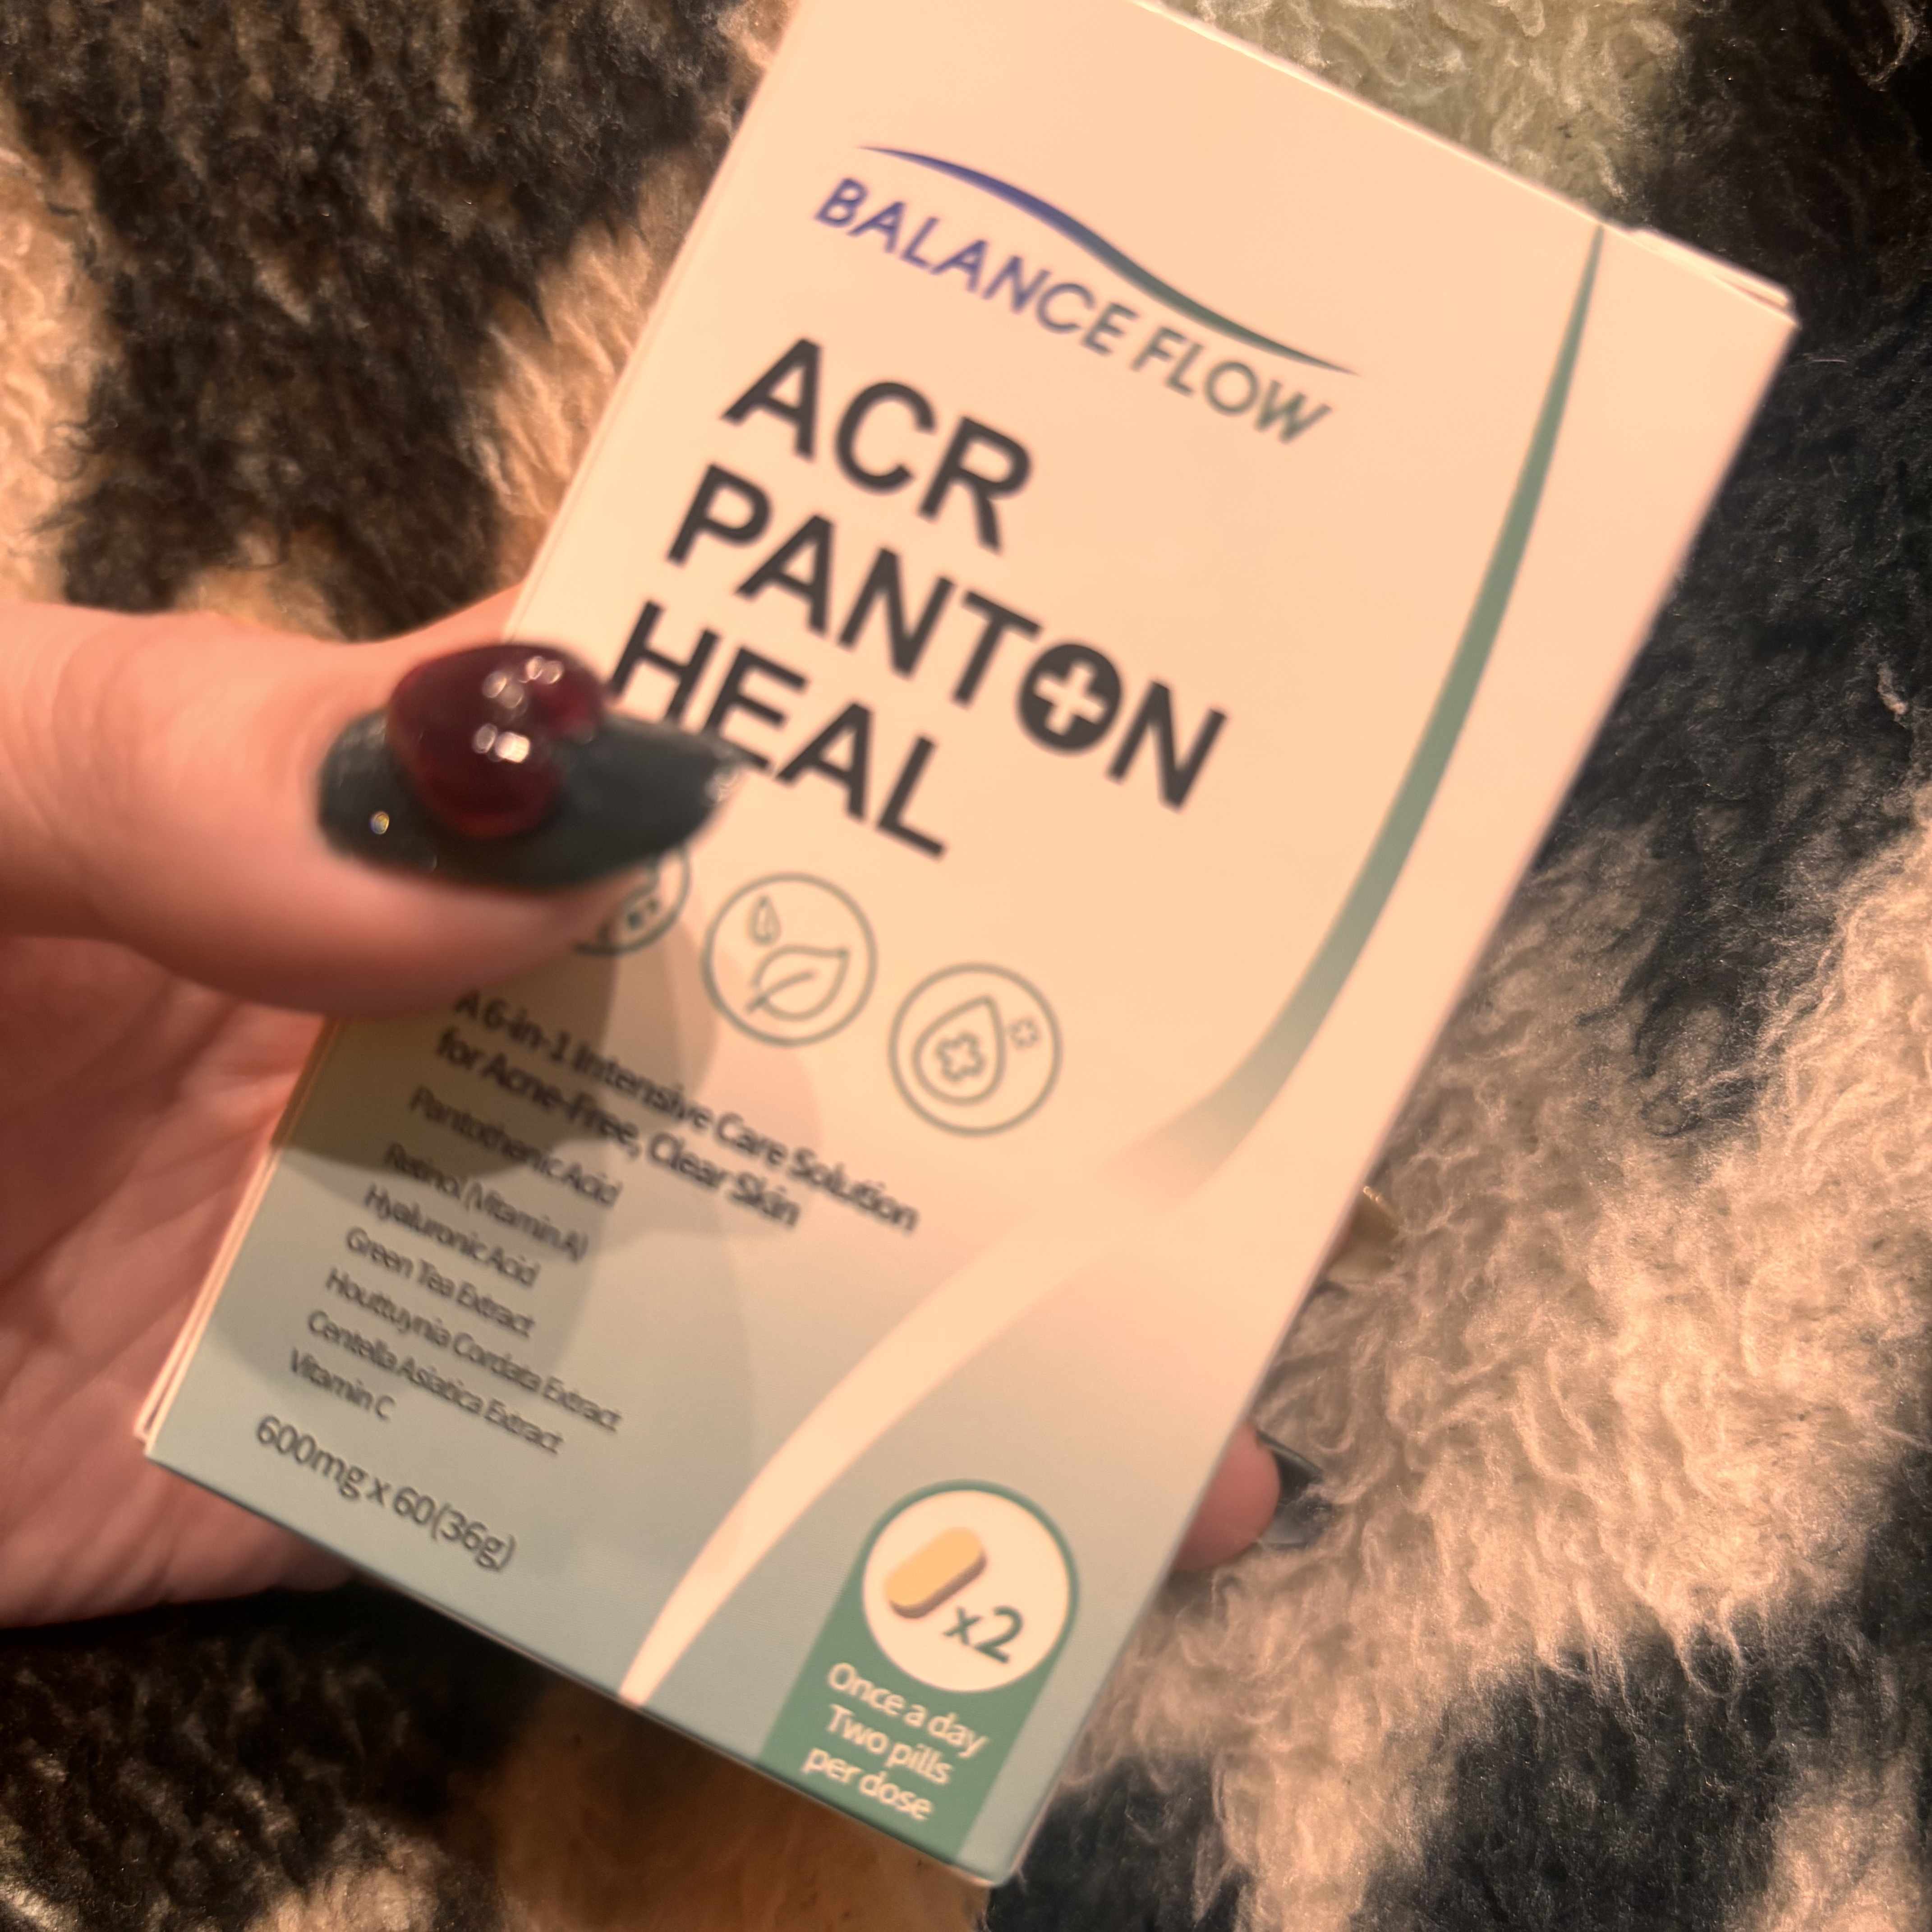 BALANCE FLOW
ACR
PANTON
HEAL
A 6-in-1 Intensive Care Solution
for Acne-Free, Clear Skin
Pantothenic Acid
Retinol (Vitamin A)
Hyaluronic Acid
Green Tea Extract
Houttuynia Cordata Extract
Centella Asiatica Extract
Vitamin C
600mg x 60(36g)
x2
Once a day
Two pills
per dose